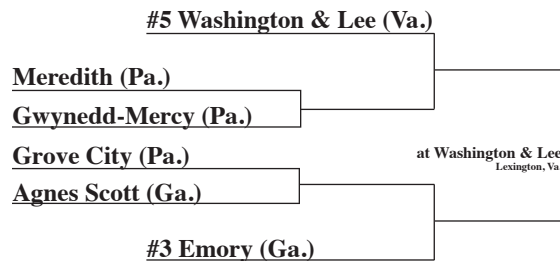 #5 Washington & Lee (Va.)
Meredith (Pa.)
Gwynedd-Mercy (Pa.)
Grove City (Pa.)
at Washington & Lee
Lexington, Va.
Agnes Scott (Ga.)
#3 Emory (Ga.)